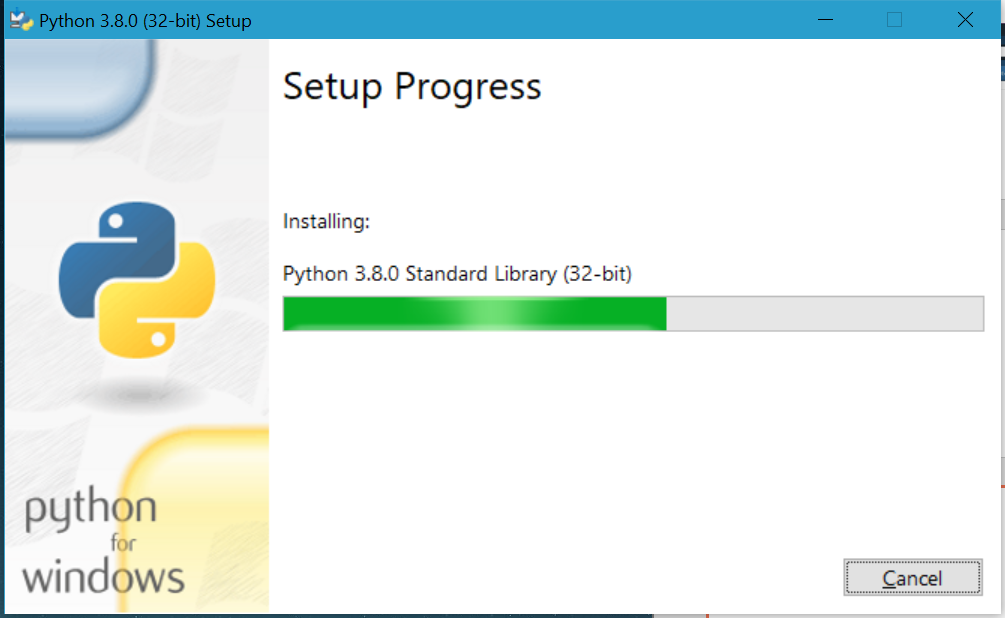 Python 3.8.0 (32-bit) Setup
Setup Progress
Installing:
Python 3.8.0 Standard Library (32-bit)
python
for
windows
Cancel